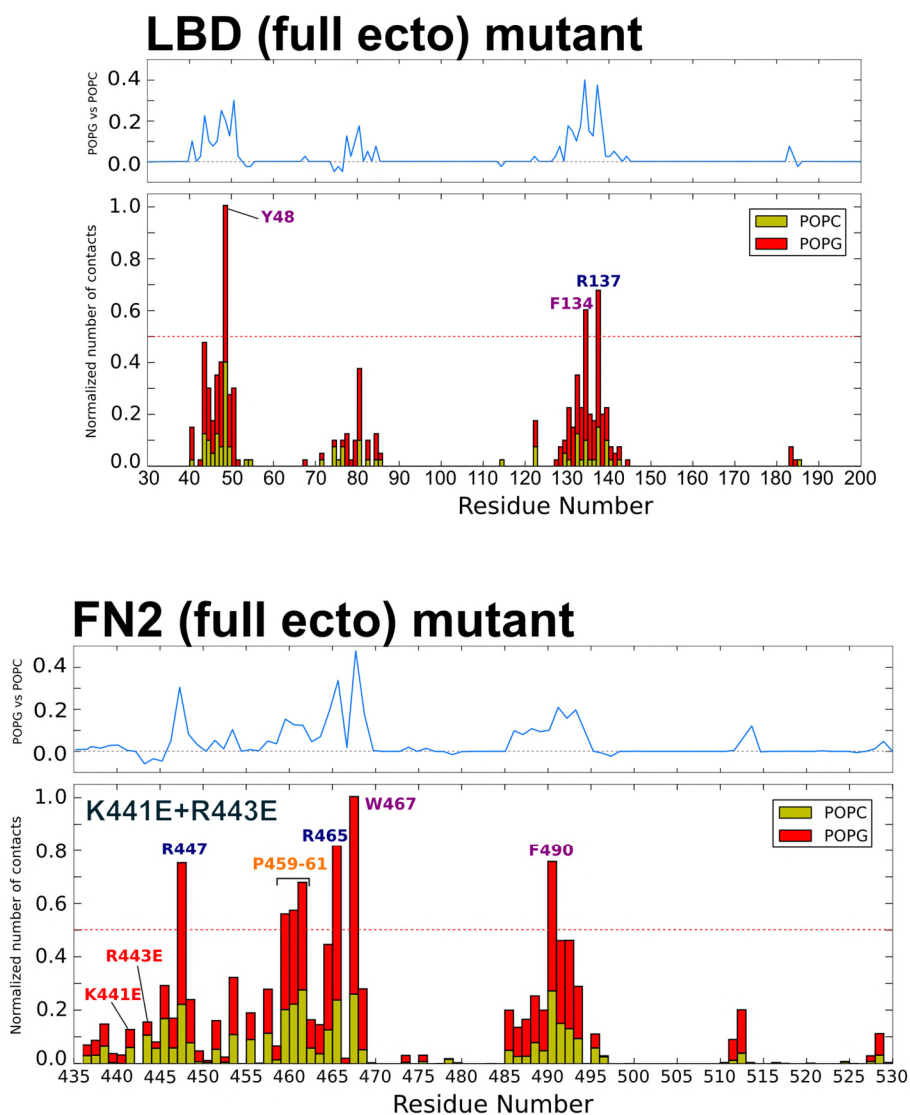 LBD (full ecto) mutant
POPG vs POPC
0.4
0.2
0.0
Normalized number of contacts
1.0
0.8
0.6
0.4
0.2
0.0
Y48
F134
R137
POPC
POPG
30 40 50 60 70 80 90 100 110 120 130 140 150 160 170 180 190 200
Residue Number
FN2 (full ecto) mutant
POPG vs POPC
0.4
0.2
0.0
Normalized number of contacts
1.0
0.8
0.6
0.4
0.2
0.0
K441E+R443E
W467
R447
R465
P459-61
F490
R443E
K441E
POPC
POPG
435 440 445 450 455 460 465 470 475 480 485 490 495 500 505 510 515 520 525 530
Residue Number